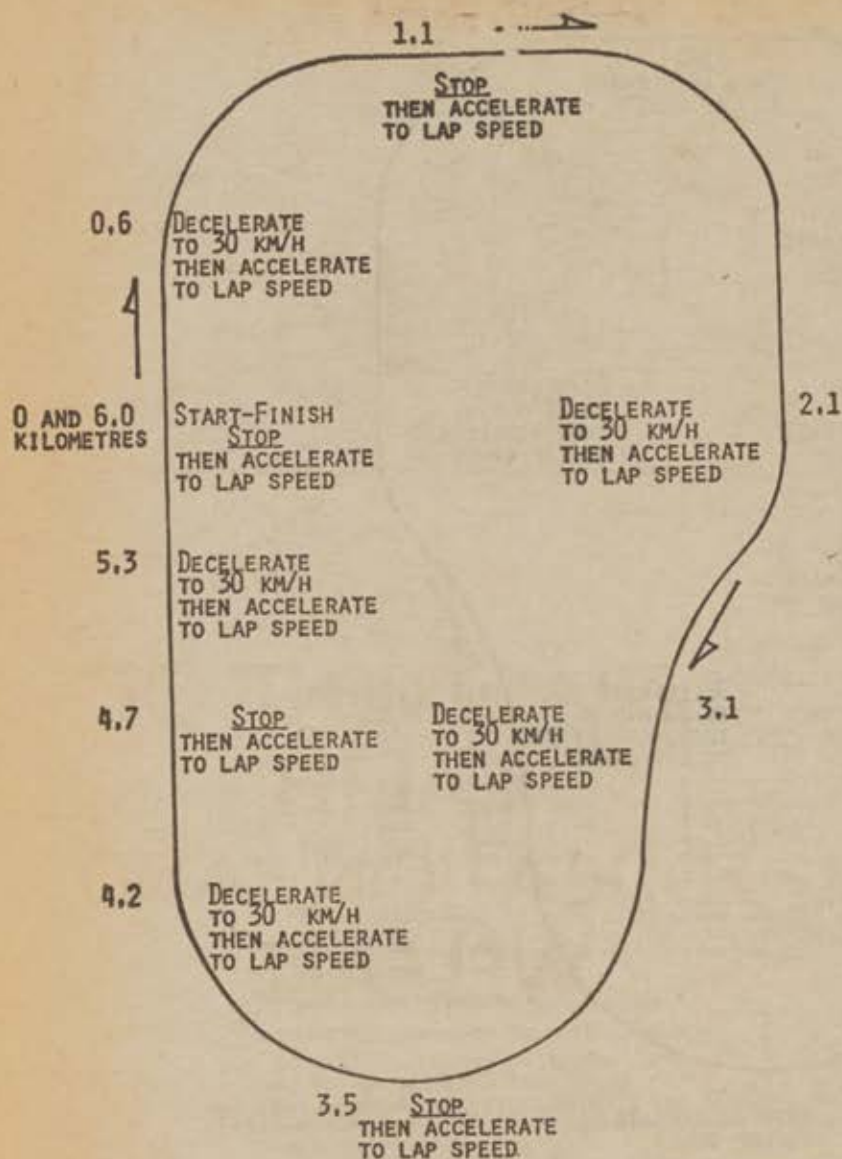 1.1
STOP
THEN ACCELERATE
TO LAP SPEED
0.6
DECELERATE
TO 30 KM/H
THEN ACCELERATE
TO LAP SPEED
0 AND 6.0
KILOMETRES
START-FINISH
STOP
THEN ACCELERATE
TO LAP SPEED
DECELERATE
TO 30 KM/H
THEN ACCELERATE
TO LAP SPEED
2.1
5.3
DECELERATE
TO 30 KM/H
THEN ACCELERATE
TO LAP SPEED
4.7
STOP
THEN ACCELERATE
TO LAP SPEED
DECELERATE
TO 30 KM/H
THEN ACCELERATE
TO LAP SPEED
3.1
4.2
DECELERATE
TO 30 KM/H
THEN ACCELERATE
TO LAP SPEED
3.5
STOP
THEN ACCELERATE
TO LAP SPEED